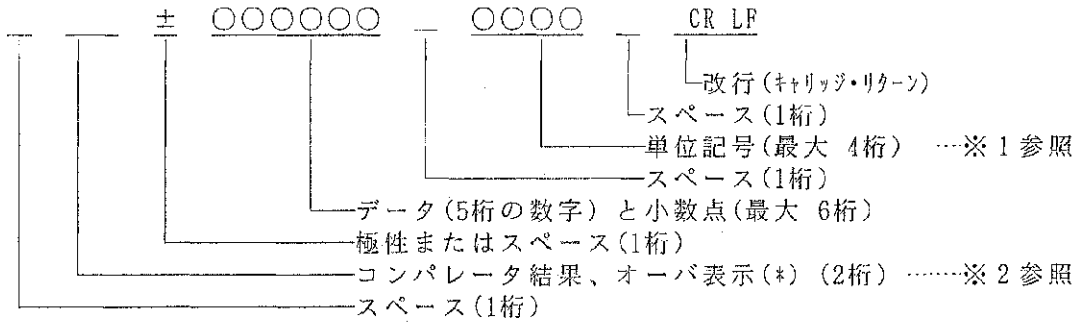 ± ○○○○○○ ○○○○ CR LF
改行(キャリッジ・リターン)
スペース(1桁)
単位記号(最大 4桁) …※1参照
スペース(1桁)
データ(5桁の数字)と小数点(最大 6桁)
極性またはスペース(1桁)
コンパレータ結果、オーバ表示(*) (2桁) ……※2参照
スペース(1桁)